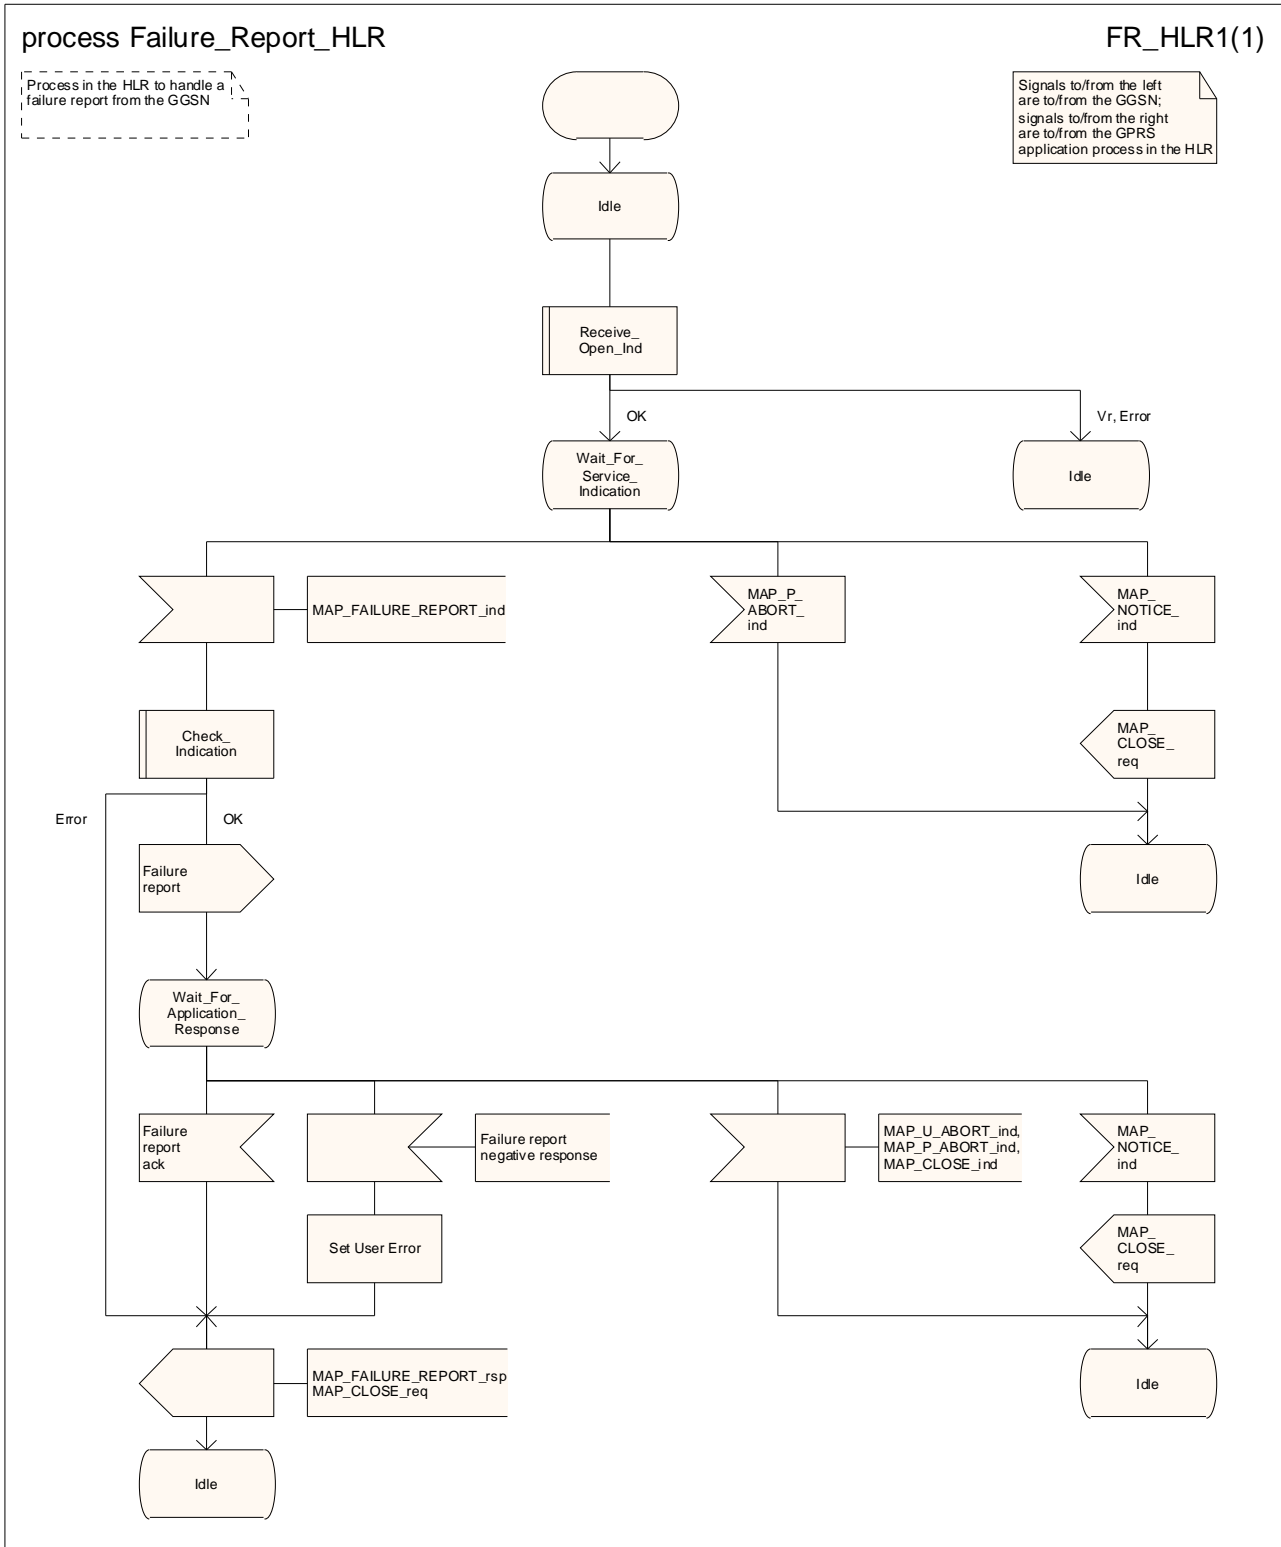 process Failure_Report_HLR
FR_HLR1(1)
Process in the HLR to handle a
failure report from the GGSN
Signals to/from the left
are to/from the GGSN;
signals to/from the right
are to/from the GPRS
application process in the HLR
Idle
Receive_
Open_Ind
OK
Vr, Error
Wait_For_
Service_
Indication
Idle
MAP_FAILURE_REPORT_ind
MAP_P_
ABORT_
ind
MAP_
NOTICE_
ind
Check_
Indication
MAP_
CLOSE_
req
Error
OK
Failure
report
Idle
Wait_For_
Application_
Response
Failure
report
ack
Failure report
negative response
MAP_U_ABORT_ind,
MAP_P_ABORT_ind,
MAP_CLOSE_ind
MAP_
NOTICE_
ind
Set User Error
MAP_
CLOSE_
req
MAP_FAILURE_REPORT_rsp
MAP_CLOSE_req
Idle
Idle